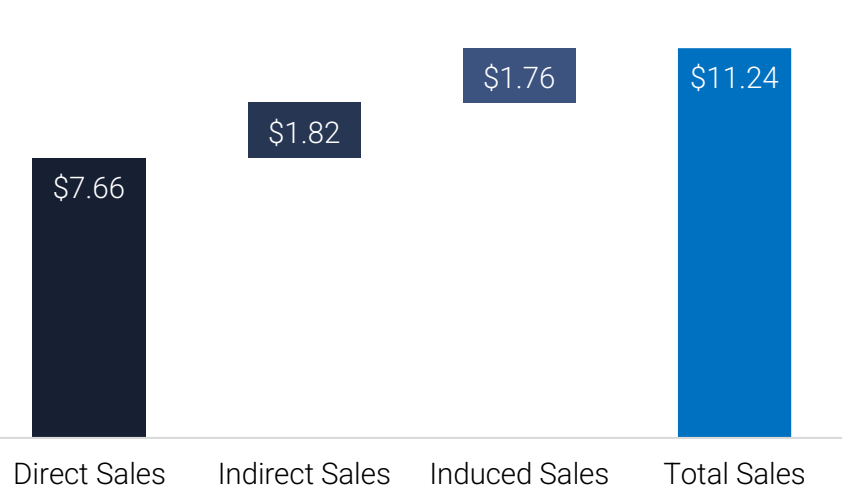 $1.76
$11.24
$1.82
$7.66
Direct Sales
Indirect Sales
Induced Sales
Total Sales